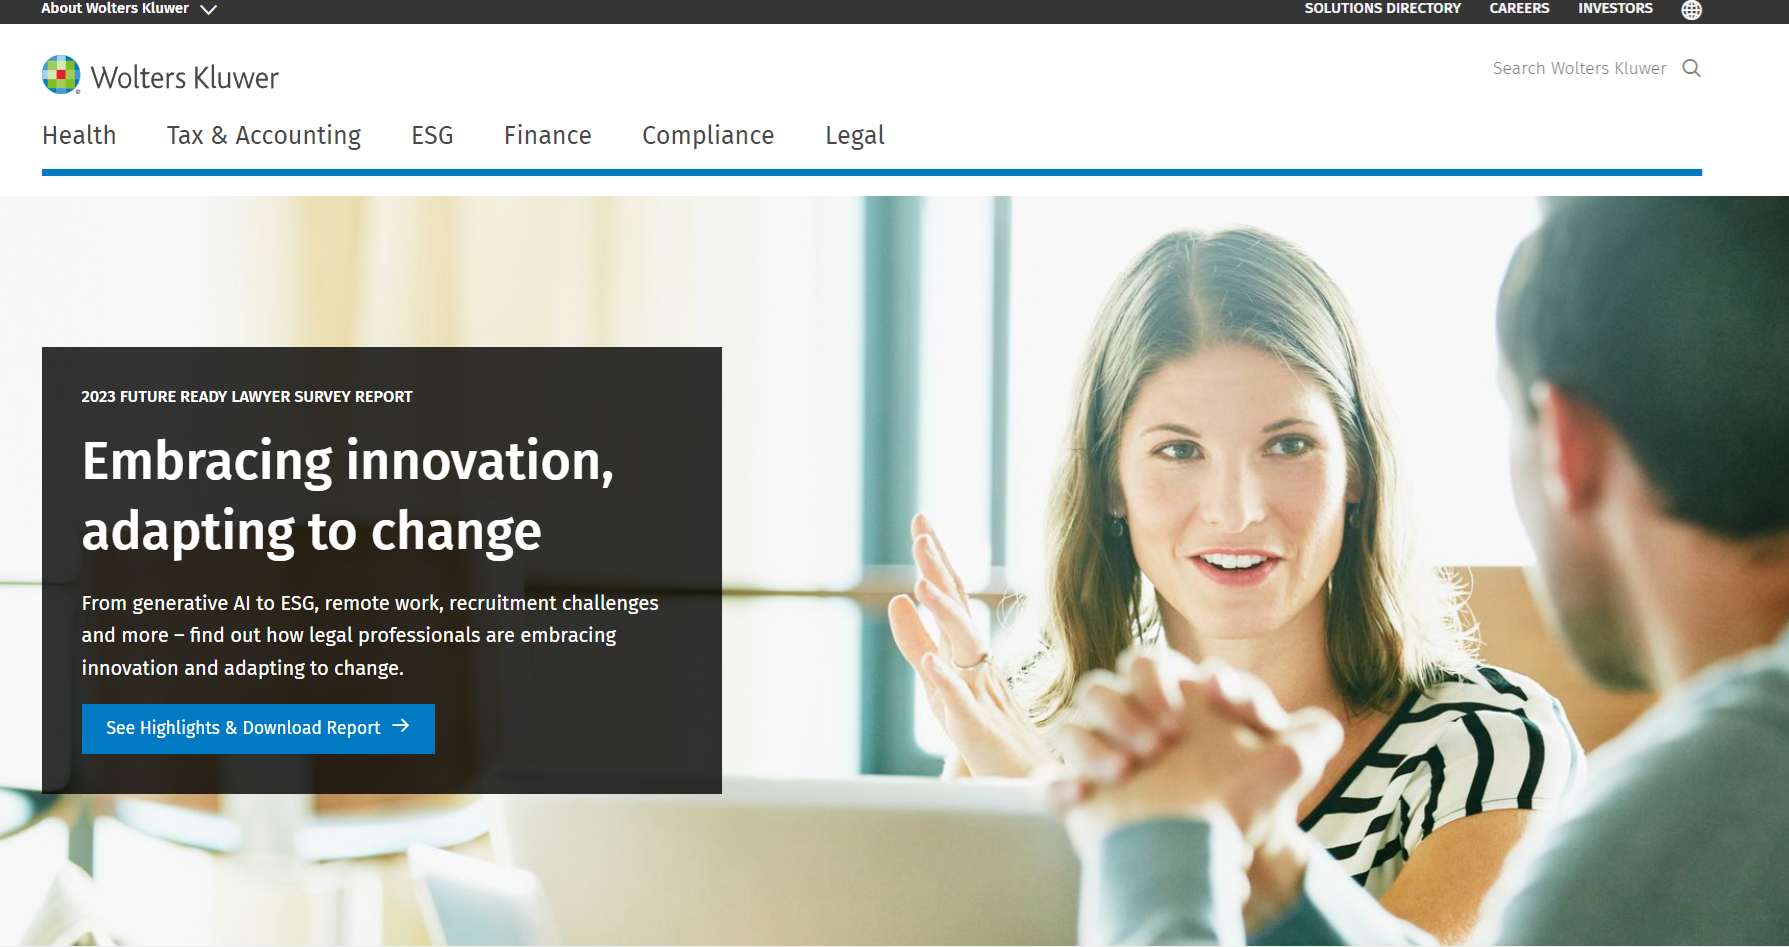 About Wolters Kluwer
SOLUTIONS DIRECTORY CAREERS INVESTORS
Wolters Kluwer
Search Wolters Kluwer
Health Tax & Accounting ESG Finance Compliance Legal
2023 FUTURE READY LAWYER SURVEY REPORT
Embracing innovation,
adapting to change
From generative AI to ESG, remote work, recruitment challenges
and more – find out how legal professionals are embracing
innovation and adapting to change.
See Highlights & Download Report →